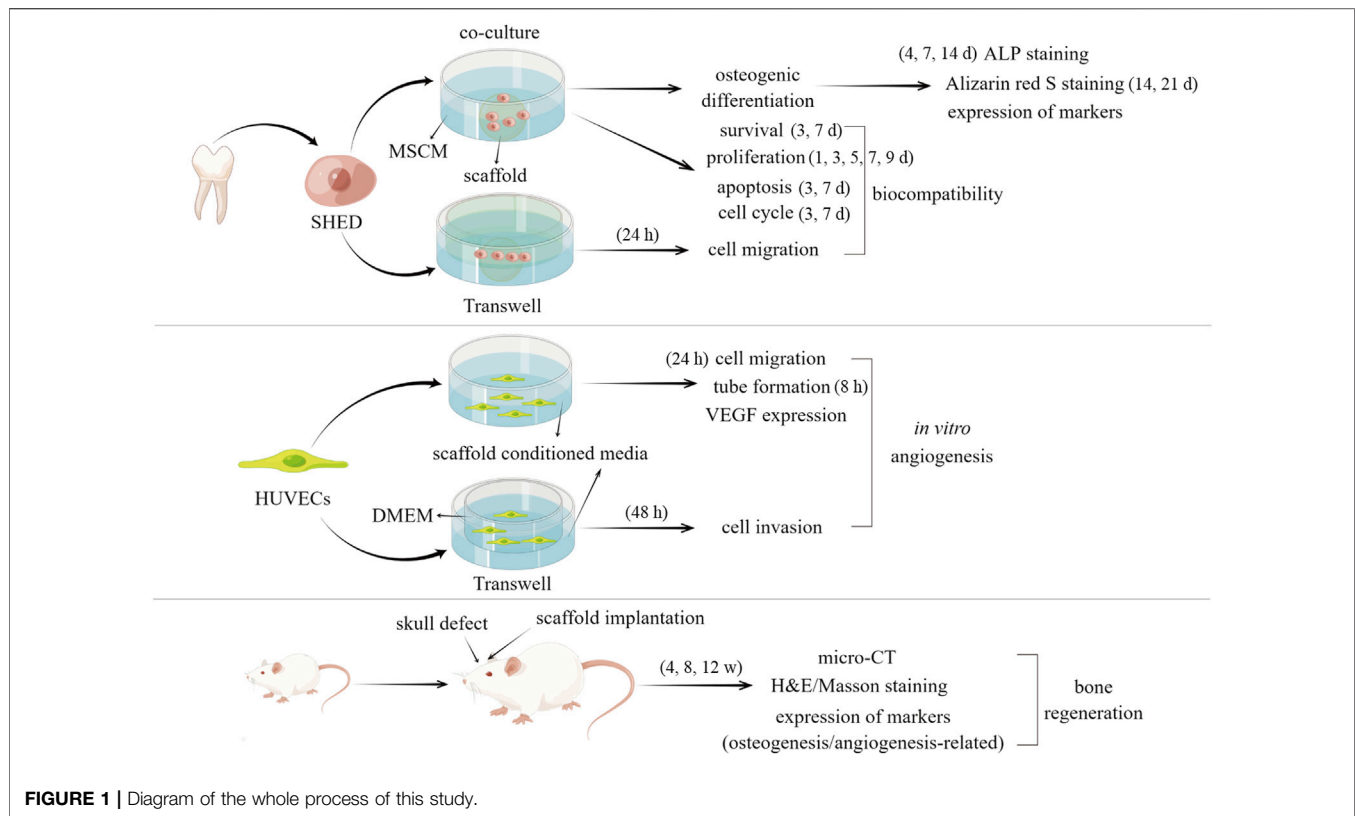 co-culture
(4, 7, 14 d) ALP staining
osteogenic
differentiation
Alizarin red S staining (14, 21 d)
expression of markers
MSCM
scaffold
survival (3, 7 d)
proliferation (1, 3, 5, 7, 9 d)
apoptosis (3, 7 d)
cell cycle (3, 7 d)
biocompatibility
SHED
(24 h)
cell migration
Transwell
(24 h) cell migration
tube formation (8 h)
VEGF expression
in vitro
angiogenesis
scaffold conditioned media
HUVECs
DMEM
(48 h)
cell invasion
Transwell
skull defect
scaffold implantation
(4, 8, 12 w)
micro-CT
H&E/Masson staining
expression of markers
(osteogenesis/angiogenesis-related)
bone
regeneration
FIGURE 1 | Diagram of the whole process of this study.